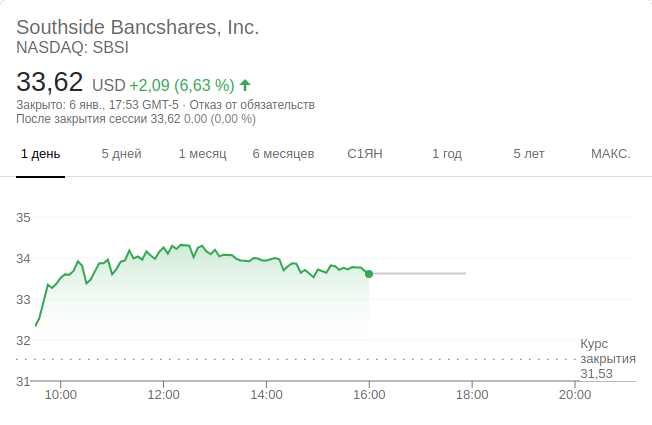 Southside Bancshares, Inc.
NASDAQ: SBSI
33,62 USD +2,09 (6,63 %)
Закрыто: 6 янв., 17:53 GMT-5 · Отказ от обязательств
После закрытия сессии 33,62 0,00 (0,00 %)
1 день 5 дней 1 месяц 6 месяцев С1ЯН 1 год 5 лет МАКС.
35
34
33
32
Курс
закрытия
31,53
31
10:00 12:00 14:00 16:00 18:00 20:00